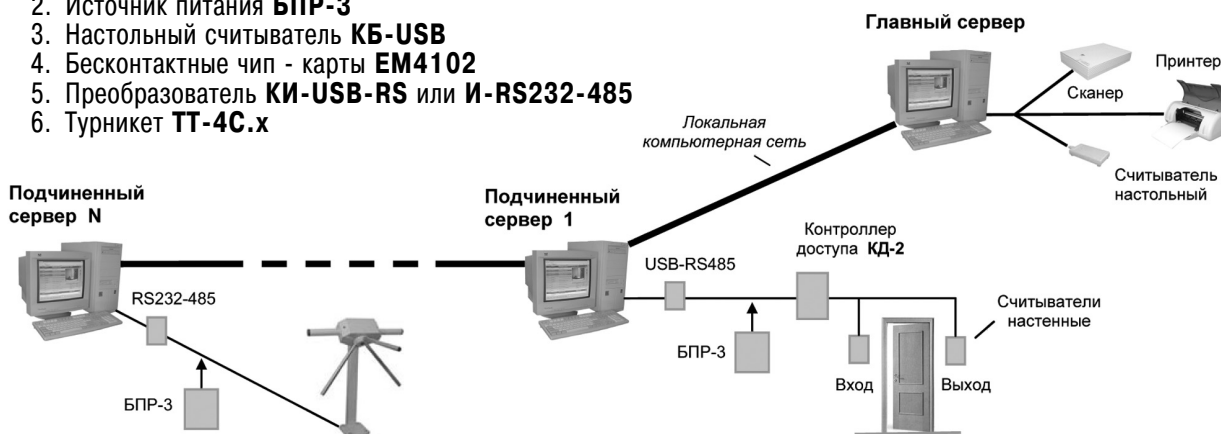 2. Источник питания БПР-3
3. Настольный считыватель КБ-USB
4. Бесконтактные чип - карты EM4102
5. Преобразователь КИ-USB-RS или И-RS232-485
6. Турникет ТТ-4С.х
Главный сервер
Принтер
Сканер
Локальная
компьютерная сеть
Считыватель
настольный
Подчиненный
сервер N
Подчиненный
сервер 1
Контроллер
доступа КД-2
USB-RS485
RS232-485
Считыватели
настенные
БПР-3
Вход
Выход
БПР-3